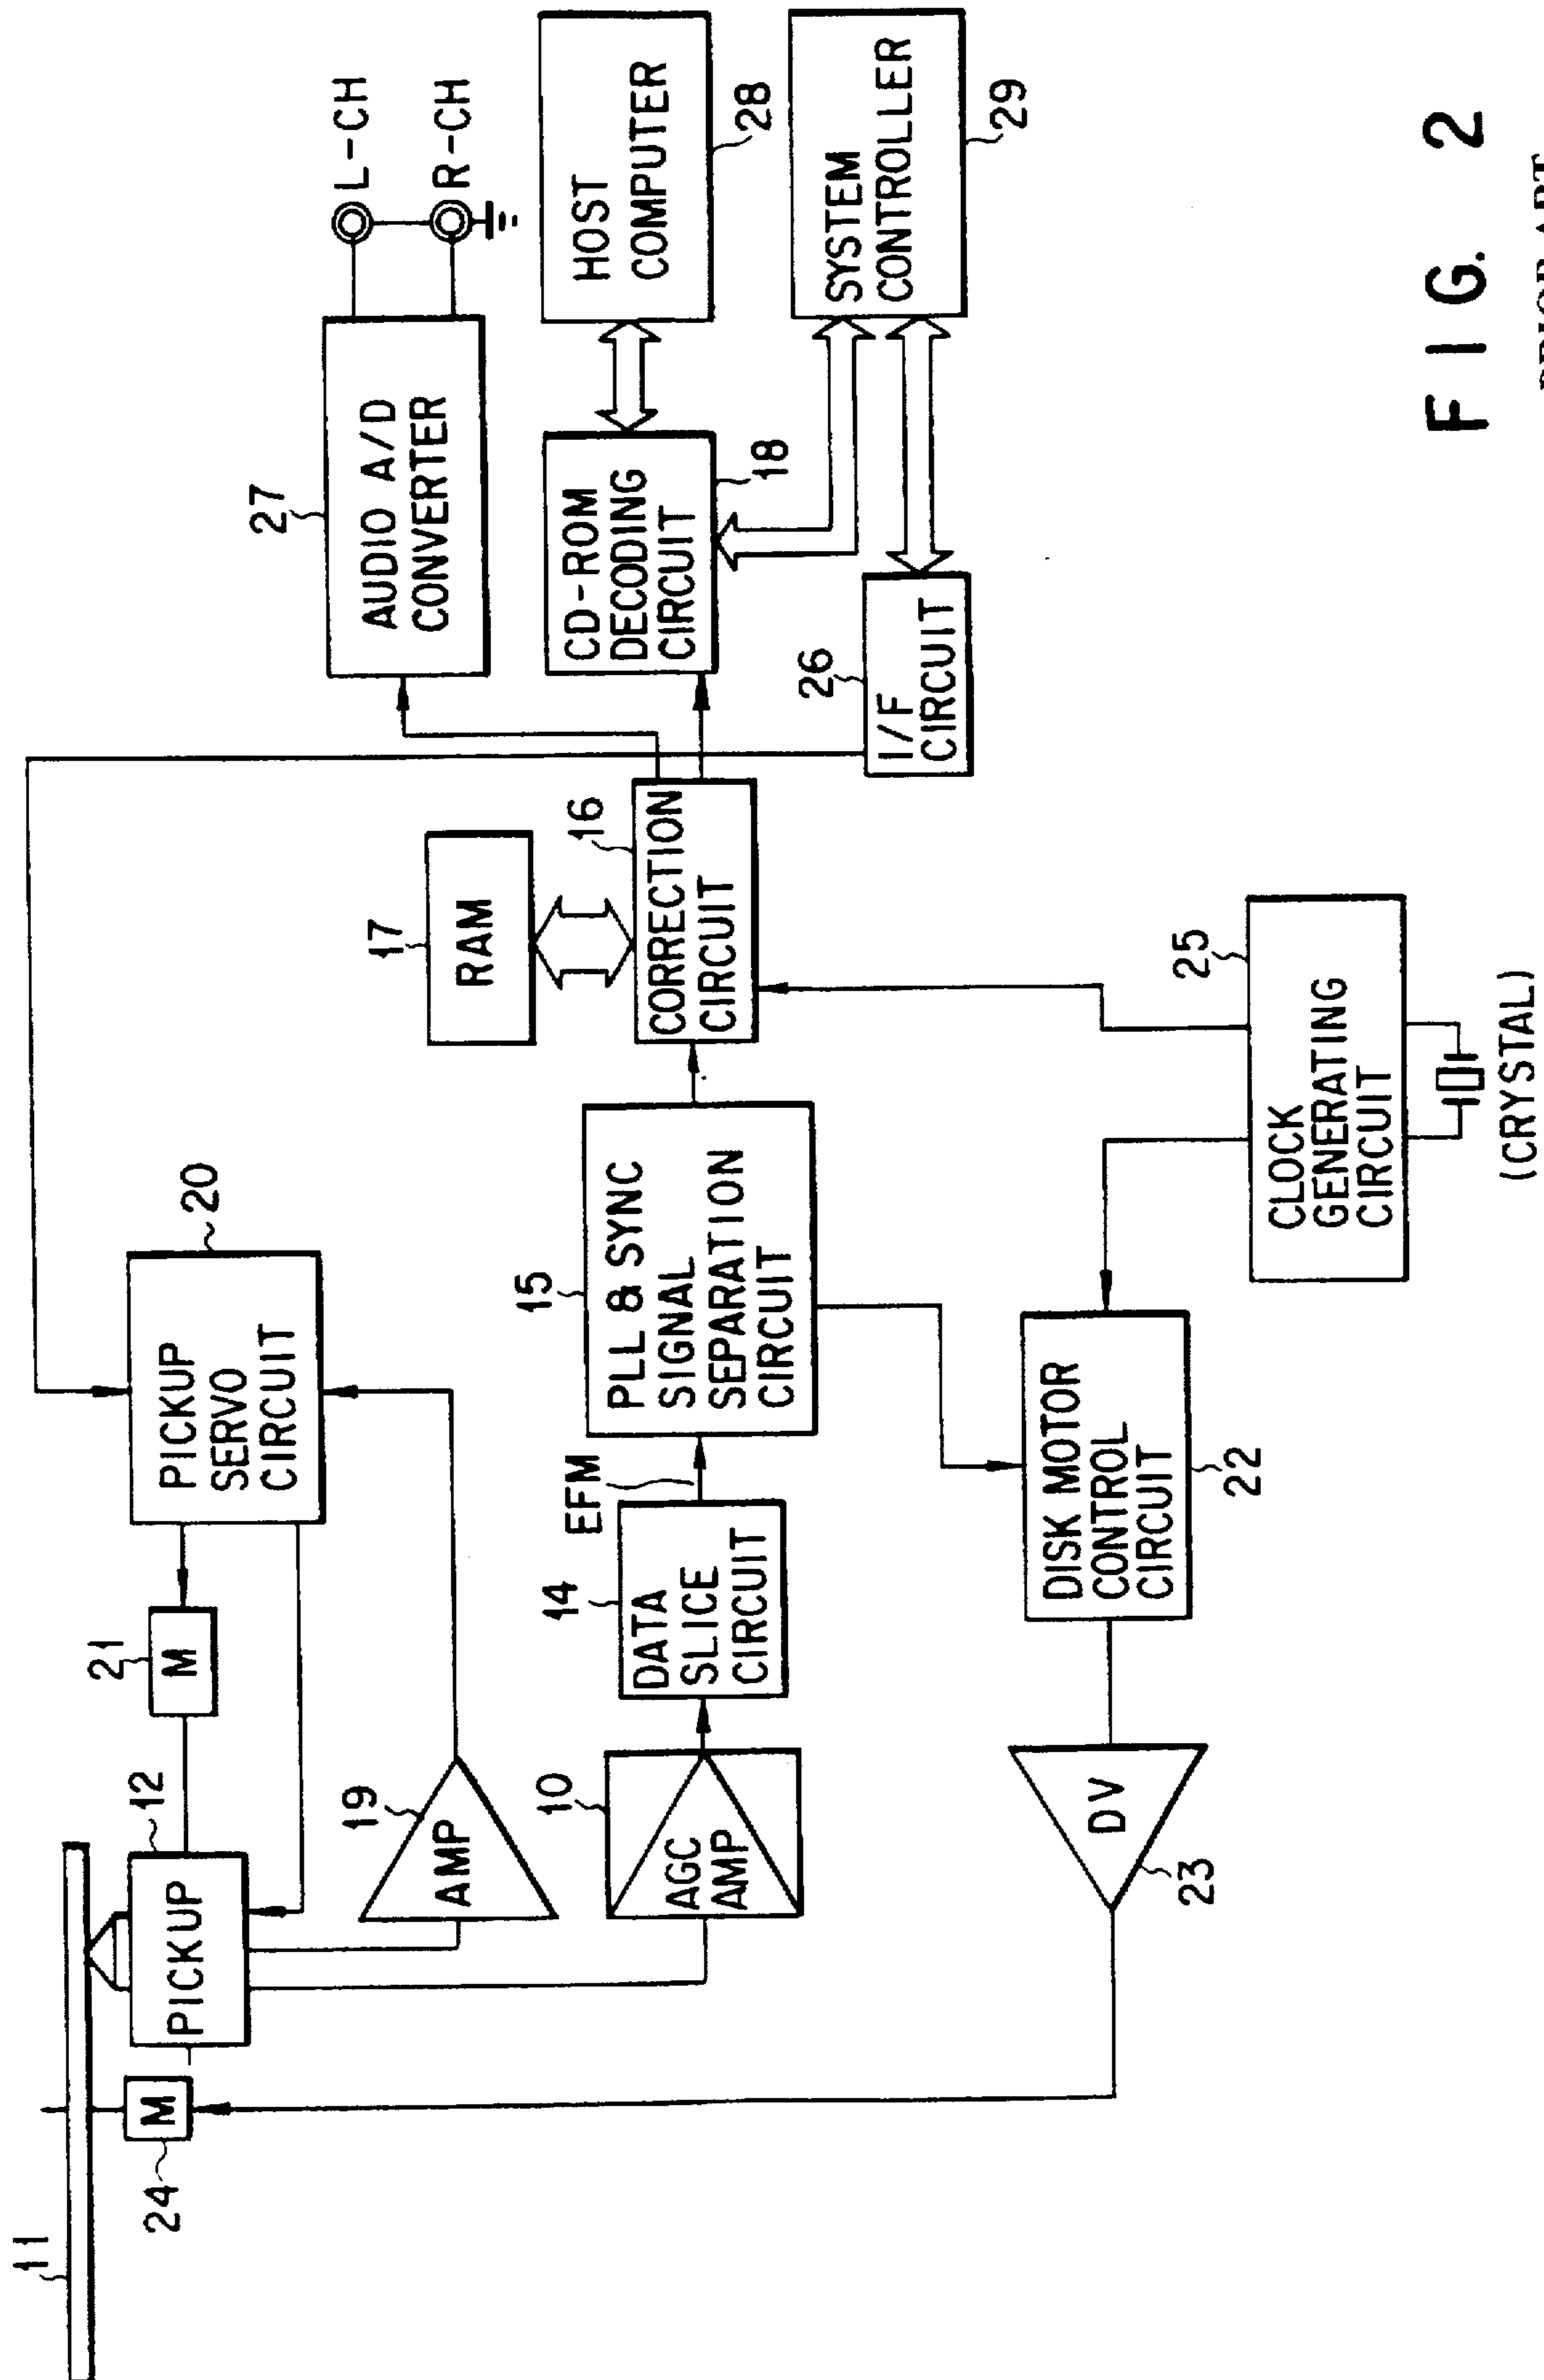 11
24
M
PICKUP
12
21
M
PICKUP
SERVO
CIRCUIT
20
19
AMP
10
AGC
AMP
14
DATA
SLICE
CIRCUIT
EFM
15
PLL & SYNC
SIGNAL
SEPARATION
CIRCUIT
17
RAM
16
CORRECTION
CIRCUIT
27
AUDIO A/D
CONVERTER
L-CH
R-CH
CD-ROM
DECODING
CIRCUIT
18
HOST
COMPUTER
28
26
I/F
CIRCUIT
SYSTEM
CONTROLLER
29
DV
23
DISK MOTOR
CONTROL
CIRCUIT
22
25
CLOCK
GENERATING
CIRCUIT
(CRYSTAL)
FIG. 2
PRIOR ART